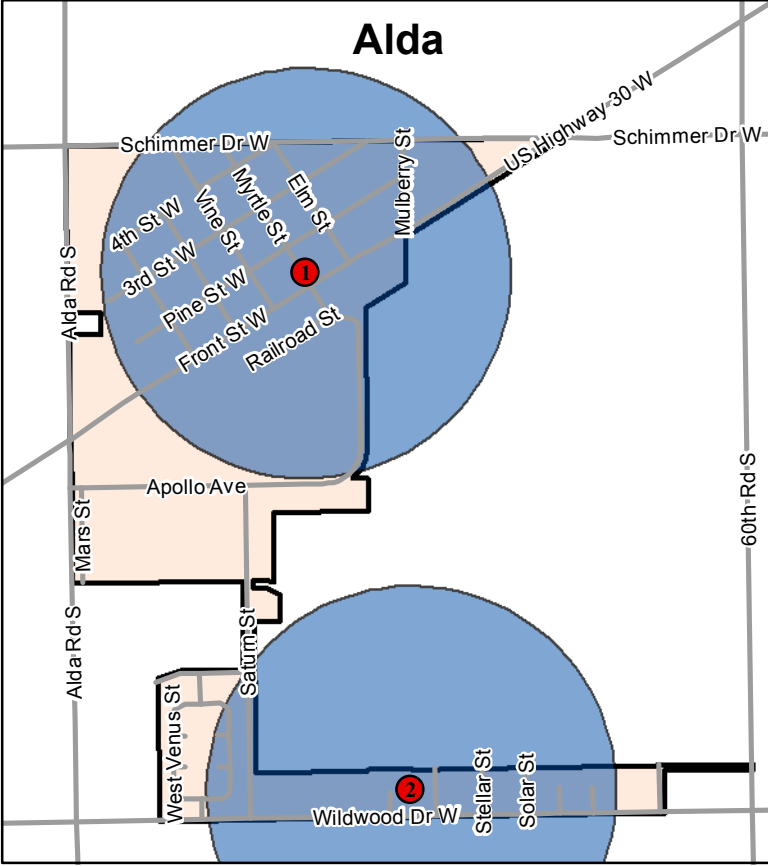 Alda
US Highway 30 W
Schimmer Dr W
Schimmer Dr W
Mulberry St
Elm St
Myrtle St
Vine St
4th St W
3rd St W
Pine St W
Front St W
Railroad St
1
Alda Rd S
Apollo Ave
Mars St
60th Rd S
Alda Rd S
Saturn St
West Venus St
2
Stellar St
Solar St
Wildwood Dr W